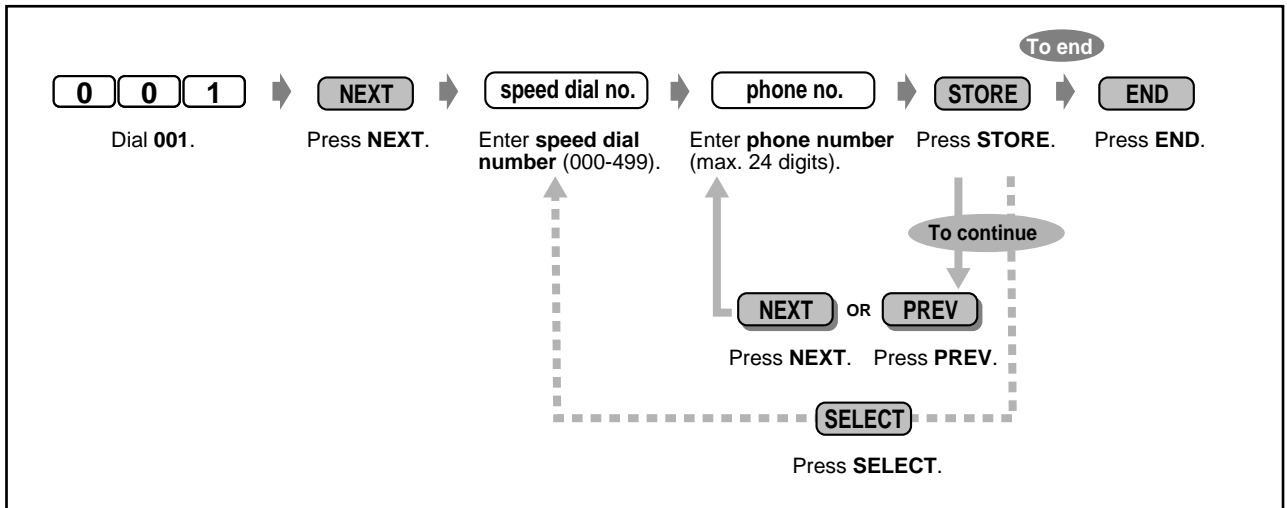 To end
0 0 1 NEXT speed dial no. phone no. STORE END
Dial 001. Press NEXT. Enter speed dial Enter phone number Press STORE. Press END.
number (000-499). (max. 24 digits).
To continue
NEXT OR PREV
Press NEXT. Press PREV.
SELECT
Press SELECT.